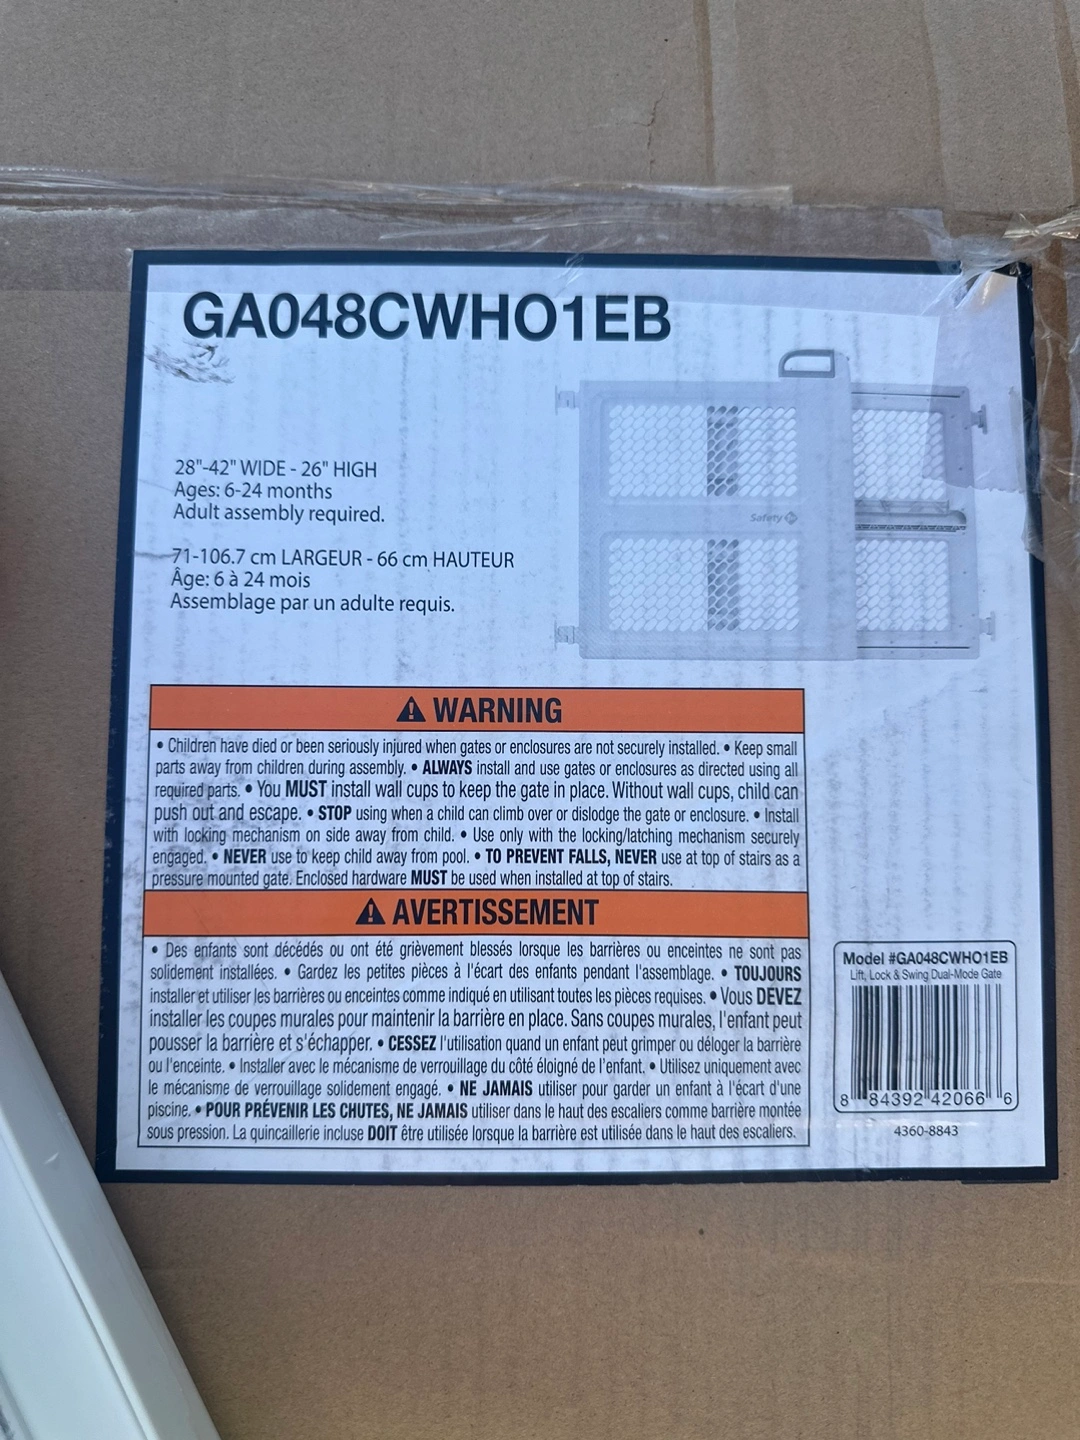 GA048CWHO1EB
28"-42" WIDE - 26" HIGH
Ages: 6-24 months
Adult assembly required.
71-106.7 cm LARGEUR - 66 cm HAUTEUR
Âge: 6 à 24 mois
Assemblage par un adulte requis.
Safety 1st
⚠ WARNING
• Children have died or been seriously injured when gates or enclosures are not securely installed. • Keep small
parts away from children during assembly. • ALWAYS install and use gates or enclosures as directed using all
required parts. • You MUST install wall cups to keep the gate in place. Without wall cups, child can
push out and escape. • STOP using when a child can climb over or dislodge the gate or enclosure. • Install
with locking mechanism on side away from child. • Use only with the locking/latching mechanism securely
engaged. • NEVER use to keep child away from pool. • TO PREVENT FALLS, NEVER use at top of stairs as a
pressure mounted gate. Enclosed hardware MUST be used when installed at top of stairs.
⚠ AVERTISSEMENT
• Des enfants sont décédés ou ont été grièvement blessés lorsque les barrières ou enceintes ne sont pas
solidement installées. • Gardez les petites pièces à l'écart des enfants pendant l'assemblage. • TOUJOURS
installer et utiliser les barrières ou enceintes comme indiqué en utilisant toutes les pièces requises. • Vous DEVEZ
installer les coupes murales pour maintenir la barrière en place. Sans coupes murales, l'enfant peut
pousser la barrière et s'échapper. • CESSEZ l'utilisation quand un enfant peut grimper ou déloger la barrière
ou l'enceinte. • Installer avec le mécanisme de verrouillage du côté éloigné de l'enfant. • Utilisez uniquement avec
le mécanisme de verrouillage solidement engagé. • NE JAMAIS utiliser pour garder un enfant à l'écart d'une
piscine. • POUR PRÉVENIR LES CHUTES, NE JAMAIS utiliser dans le haut des escaliers comme barrière montée
sous pression. La quincaillerie incluse DOIT être utilisée lorsque la barrière est utilisée dans le haut des escaliers.
Model #GA048CWHO1EB
Lift, Lock & Swing Dual-Mode Gate
8 84392 42066 6
4360-8843